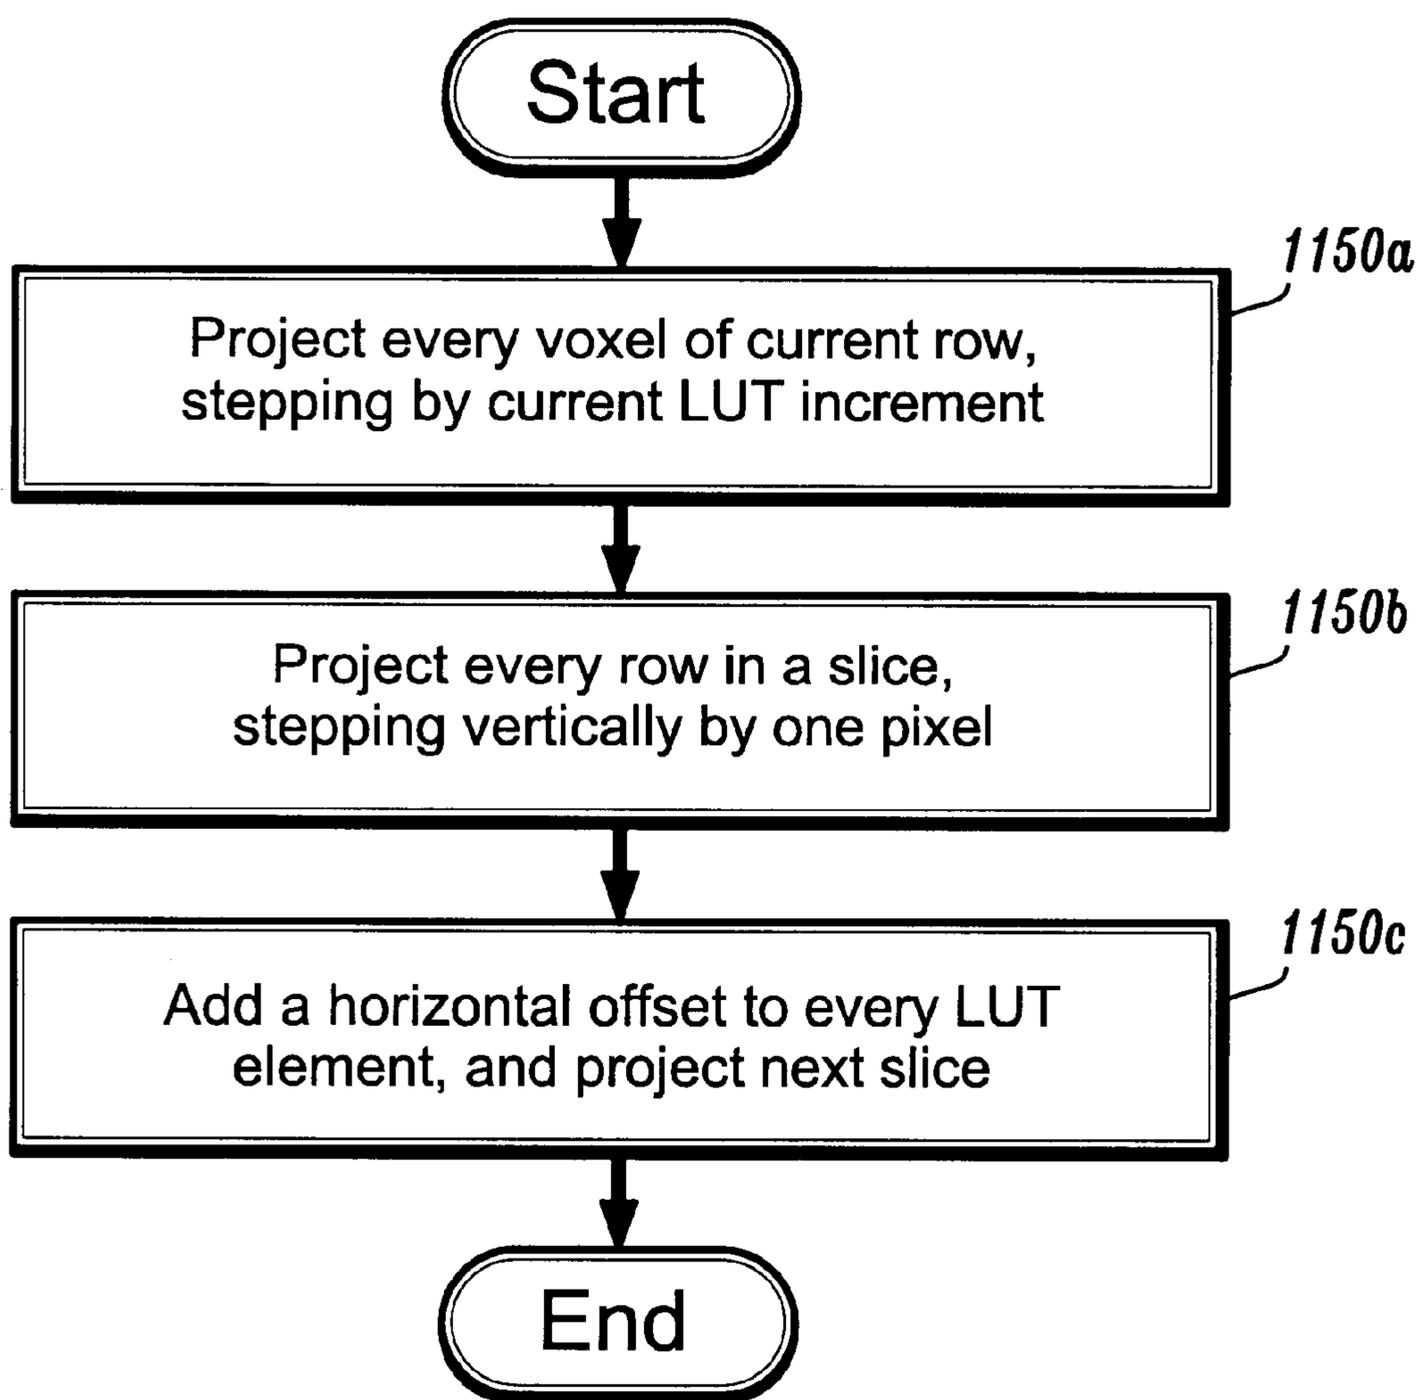 Start
1150a
Project every voxel of current row,
stepping by current LUT increment
1150b
Project every row in a slice,
stepping vertically by one pixel
1150c
Add a horizontal offset to every LUT
element, and project next slice
End